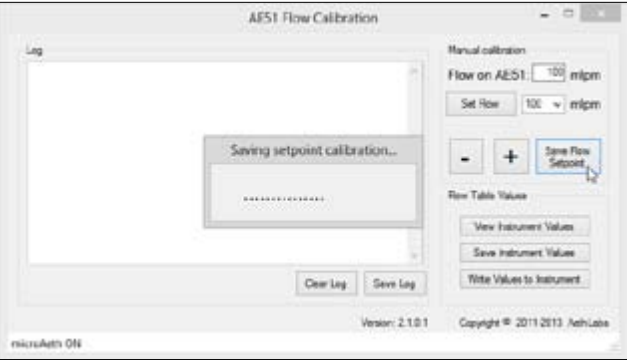 AE51 Flow Calibration
Log
Manual calibration
Flow on AE51: 100 mlpm
Set Flow 100 mlpm
Saving setpoint calibration...
- + Save Flow
Setpoint
Flow Table Values
View Instrument Values
Save Instrument Values
Write Values to Instrument
Clear Log Save Log
Version: 2.1.0.1 Copyright © 2011-2013 AethLabs
microAeth ON